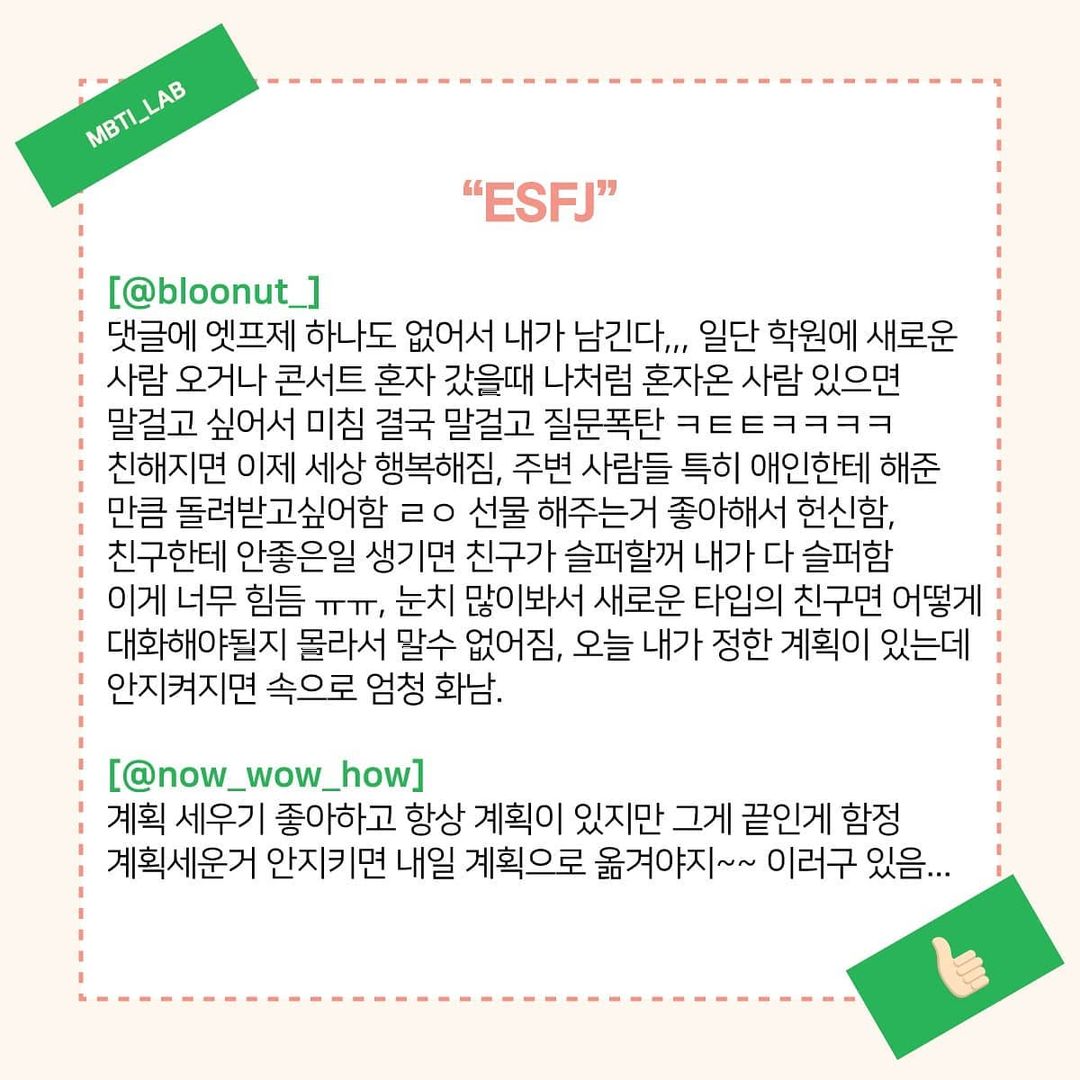 MBTI_LAB
“ESFJ”
[@bloonut_]
댓글에 엣프제 하나도 없어서 내가 남긴다,,, 일단 학원에 새로운
사람 오거나 콘서트 혼자 갔을때 나처럼 혼자온 사람 있으면
말걸고 싶어서 미침 결국 말걸고 질문폭탄 ㅋㅌㅌㅋㅋㅋㅋ
친해지면 이제 세상 행복해짐, 주변 사람들 특히 애인한테 해준
만큼 돌려받고싶어함 ㄹㅇ 선물 해주는거 좋아해서 헌신함,
친구한테 안좋은일 생기면 친구가 슬퍼할꺼 내가 다 슬퍼함
이게 너무 힘듬 ㅠㅠ, 눈치 많이봐서 새로운 타입의 친구면 어떻게
대화해야될지 몰라서 말수 없어짐, 오늘 내가 정한 계획이 있는데
안지켜지면 속으로 엄청 화남.
[@now_wow_how]
계획 세우기 좋아하고 항상 계획이 있지만 그게 끝인게 함정
계획세운거 안지키면 내일 계획으로 옮겨야지~~ 이러구 있음...